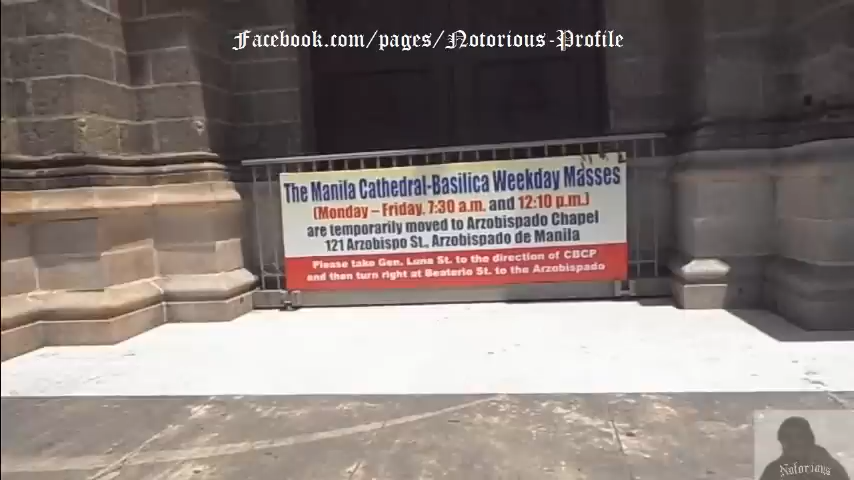 Facebook.com/pages/Notorious-Profile
The Manila Cathedral-Basilica Weekday Masses
(Monday – Friday, 7:30 a.m. and 12:10 p.m.)
are temporarily moved to Arzobispado Chapel
121 Arzobispo St., Arzobispado de Manila
Please take Gen. Luna St. to the direction of CBCP
and then turn right at Beaterio St. to the Arzobispado
Notorious